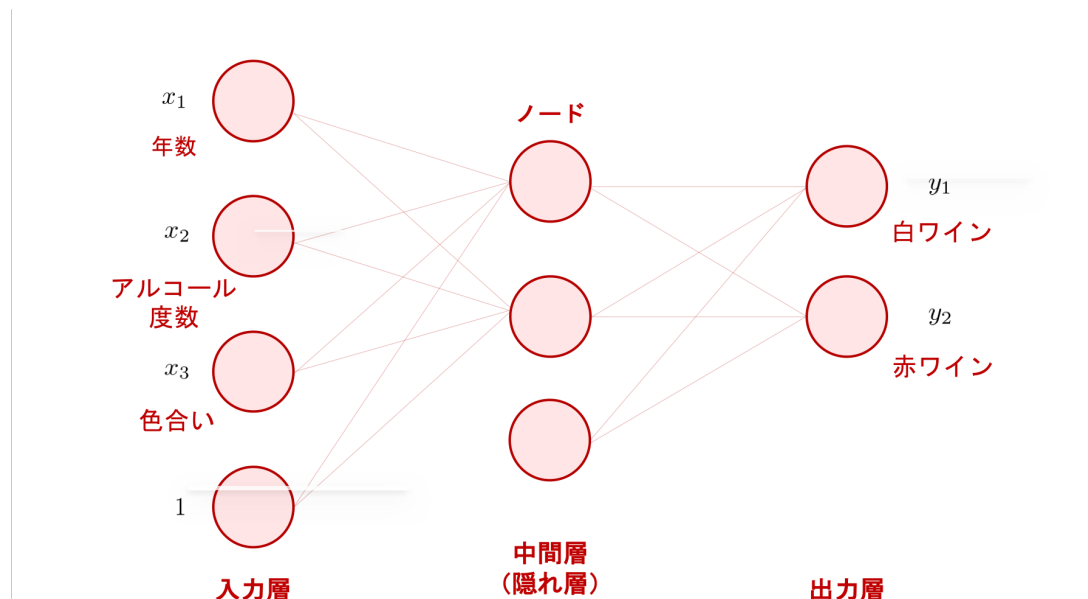 x1
年数
x2
アルコール
度数
x3
色合い
1
入力層
ノード
中間層
（隠れ層）
y1
白ワイン
y2
赤ワイン
出力層